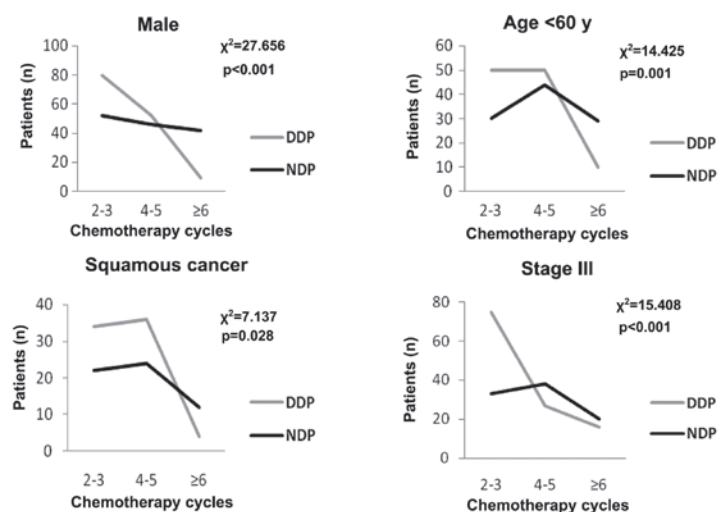 Male
χ²=27.656
p<0.001
Patients (n)
100
80
60
40
20
0
2-3 4-5 ≥6
Chemotherapy cycles
DDP
NDP
Age <60 y
χ²=14.425
p=0.001
Patients (n)
60
50
40
30
20
10
0
2-3 4-5 ≥6
Chemotherapy cycles
DDP
NDP
Squamous cancer
χ²=7.137
p=0.028
Patients (n)
40
30
20
10
0
2-3 4-5 ≥6
Chemotherapy cycles
DDP
NDP
Stage III
χ²=15.408
p<0.001
Patients (n)
80
60
40
20
0
2-3 4-5 ≥6
Chemotherapy cycles
DDP
NDP